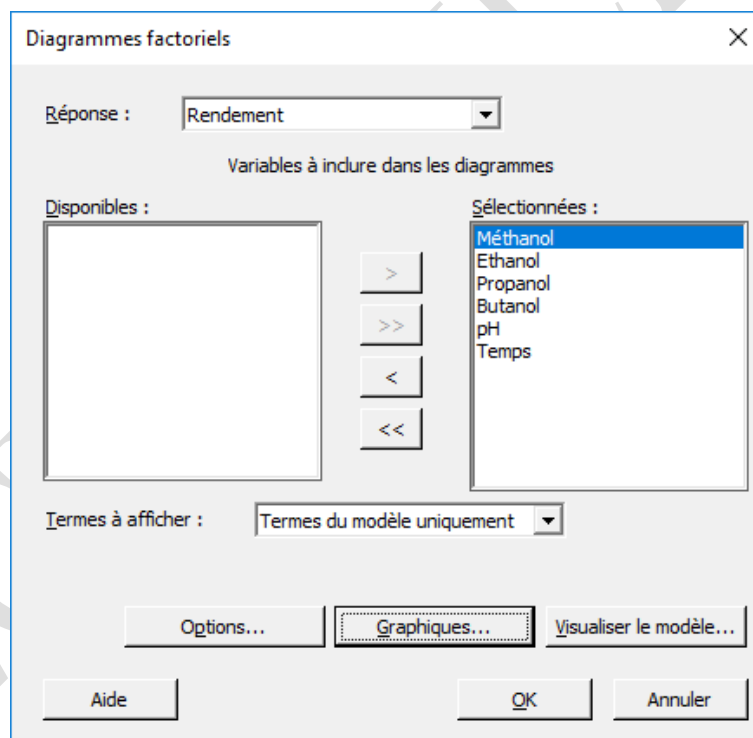 Diagrammes factoriels
Réponse : Rendement
Variables à inclure dans les diagrammes
Disponibles : Sélectionnées :
>
>>
<
<<
Méthanol
Ethanol
Propanol
Butanol
pH
Temps
Termes à afficher : Termes du modèle uniquement
Options... Graphiques... Visualiser le modèle...
Aide OK Annuler